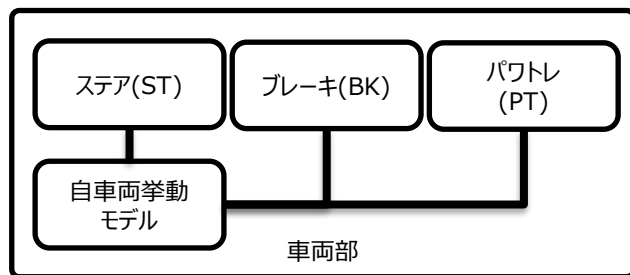 ステア(ST)
ブレーキ(BK)
パワトレ
(PT)
自車両挙動
モデル
車両部